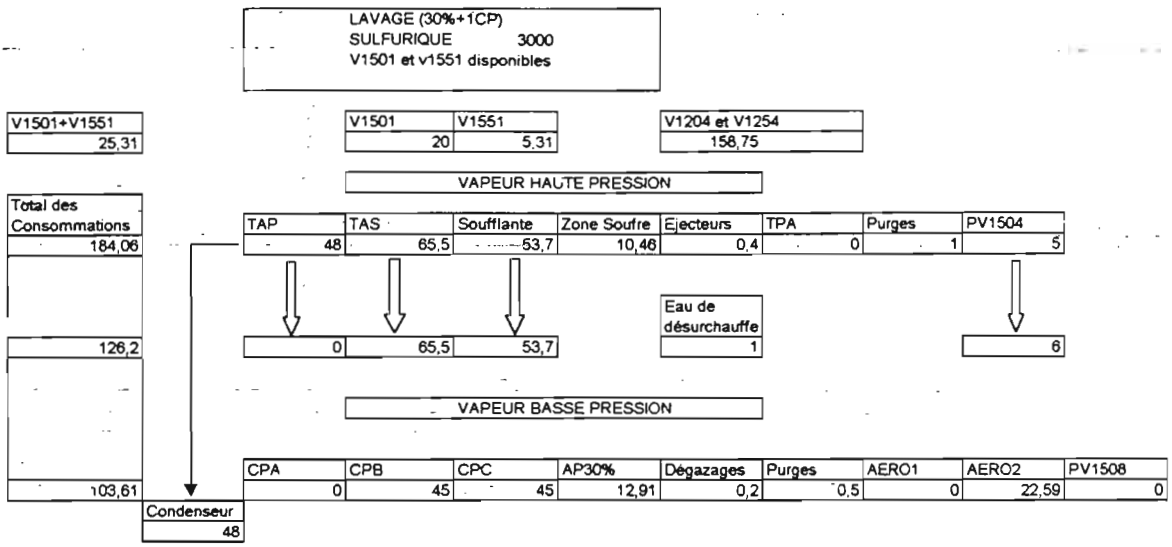 LAVAGE (30%+1CP)
SULFURIQUE 3000
V1501 et v1551 disponibles
V1501+V1551 V1501 V1551 V1204 et V1254
25,31 20 5,31 158,75
VAPEUR HAUTE PRESSION
Total des
Consommations TAP TAS Soufflante Zone Soufre Ejecteurs TPA Purges PV1504
184,06 48 65,5 53,7 10,46 0,4 0 1 5
Eau de
désurchauffe
126,2 0 65,5 53,7 1 6
VAPEUR BASSE PRESSION
CPA CPB CPC AP30% Dégazages Purges AERO1 AERO2 PV1508
103,61 0 45 45 12,91 0,2 0,5 0 22,59 0
Condenseur
48